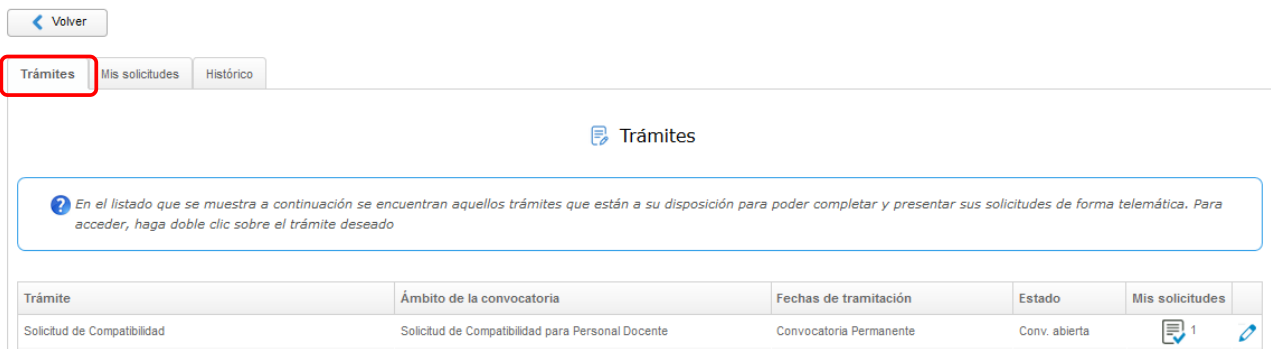 Volver
Trámites Mis solicitudes Histórico
Trámites
En el listado que se muestra a continuación se encuentran aquellos trámites que están a su disposición para poder completar y presentar sus solicitudes de forma telemática. Para
acceder, haga doble clic sobre el trámite deseado
Trámite Ámbito de la convocatoria Fechas de tramitación Estado Mis solicitudes
Solicitud de Compatibilidad Solicitud de Compatibilidad para Personal Docente Convocatoria Permanente Conv. abierta 1